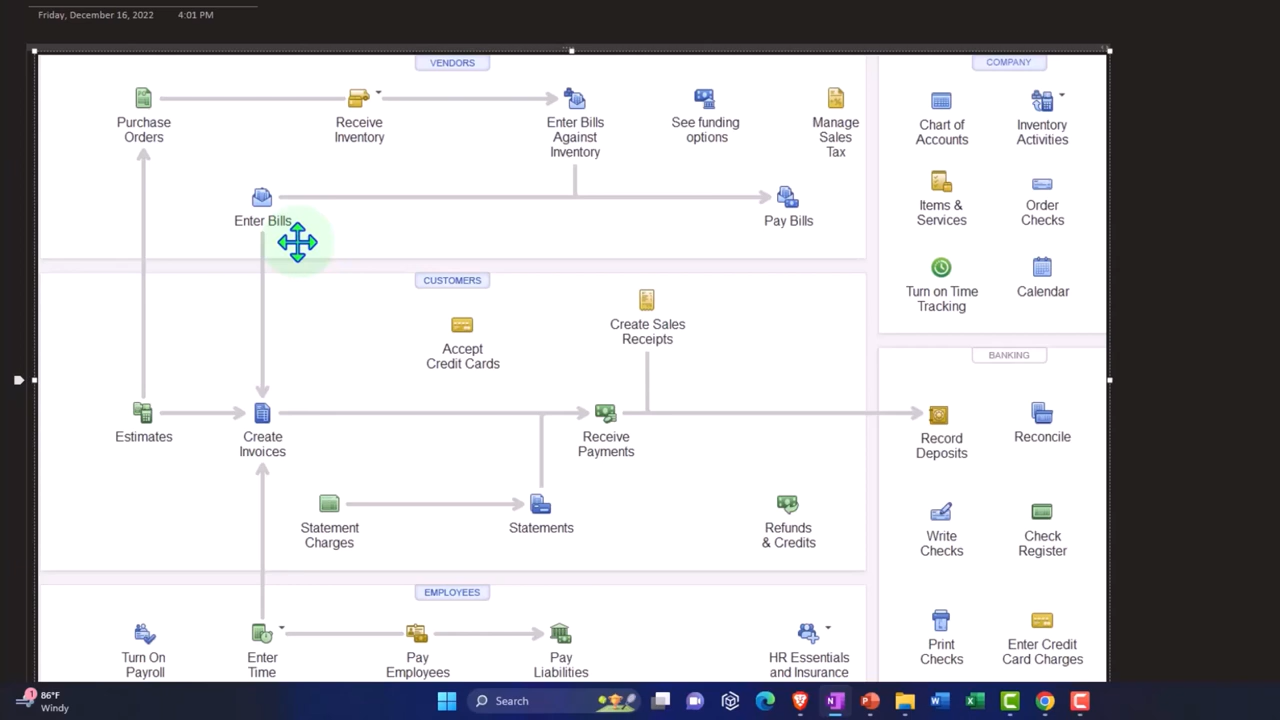 Friday, December 16, 2022 4:01 PM
VENDORS
Purchase
Orders
Receive
Inventory
Enter Bills
Against
Inventory
See funding
options
Manage
Sales
Tax
Enter Bills
Pay Bills
CUSTOMERS
Accept
Credit Cards
Create Sales
Receipts
Estimates
Create
Invoices
Receive
Payments
Statement
Charges
Statements
Refunds
& Credits
EMPLOYEES
Turn On
Payroll
Enter
Time
Pay
Employees
Pay
Liabilities
HR Essentials
and Insurance
COMPANY
Chart of
Accounts
Inventory
Activities
Items &
Services
Order
Checks
Turn on Time
Tracking
Calendar
BANKING
Record
Deposits
Reconcile
Write
Checks
Check
Register
Print
Checks
Enter Credit
Card Charges
1
86°F
Windy
Search